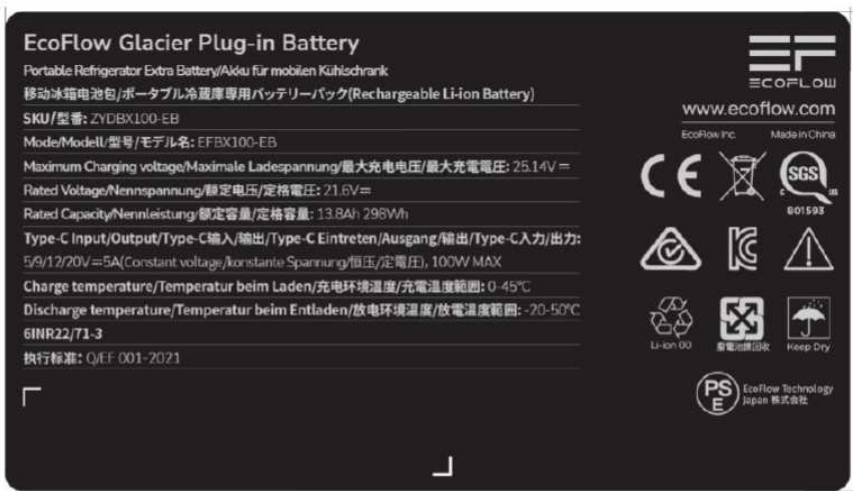 EcoFlow Glacier Plug-in Battery
Portable Refrigerator Extra Battery/Akku für mobilen Kühlschrank
移动冰箱电池包/ポータブル冷蔵庫専用バッテリーパック(Rechargeable Li-ion Battery)
SKU/型番: ZYDBX100-EB
Mode/Modell/型号/モデル名: EFBX100-EB
Maximum Charging voltage/Maximale Ladespannung/最大充电电压/最大充電電圧: 25.14V⎓
Rated Voltage/Nennspannung/额定电压/定格電圧: 21.6V⎓
Rated Capacity/Nennleistung/额定容量/定格容量: 13.8Ah 298Wh
Type-C Input/Output/Type-C输入/输出/Type-C Eintreten/Ausgang/输出/Type-C入力/出力:
5/9/12/20V⎓5A(Constant voltage/konstante Spannung/恒压/定電圧), 100W MAX
Charge temperature/Temperatur beim Laden/充电环境温度/充電温度範囲: 0-45°C
Discharge temperature/Temperatur beim Entladen/放电环境温度/放電温度範囲: -20-50°C
6INR22/71-3
执行标准: Q/EF 001-2021
EF
ECOFLOW
www.ecoflow.com
EcoFlow Inc. Made in China
CE
SGS
C US
801593
KC
Li-ion 00
Keep Dry
PSE
EcoFlow Technology
Japan 株式会社